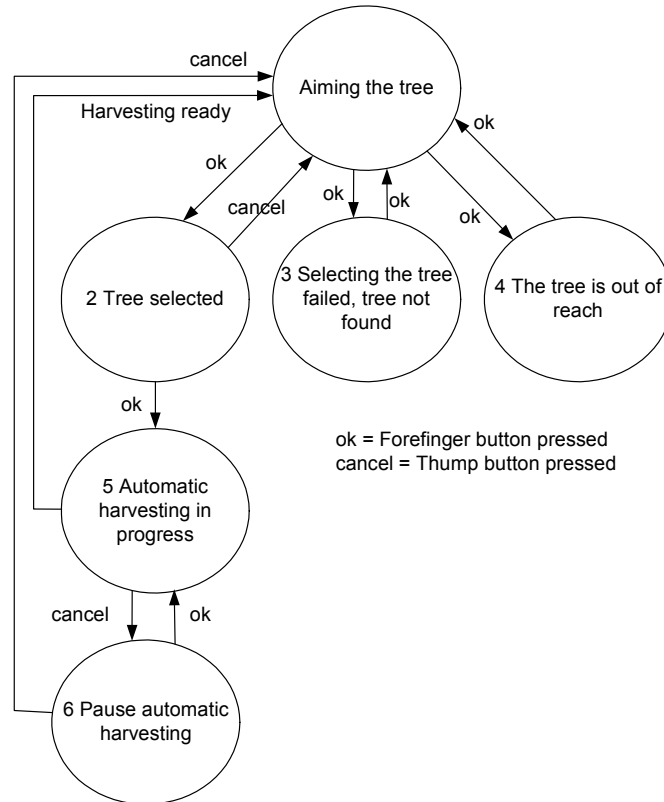 cancel
Aiming the tree
Harvesting ready
ok
ok
cancel
ok
ok
ok
2 Tree selected
3 Selecting the tree
failed, tree not
found
4 The tree is out of
reach
ok
ok = Forefinger button pressed
cancel = Thump button pressed
5 Automatic
harvesting in
progress
cancel
ok
6 Pause automatic
harvesting